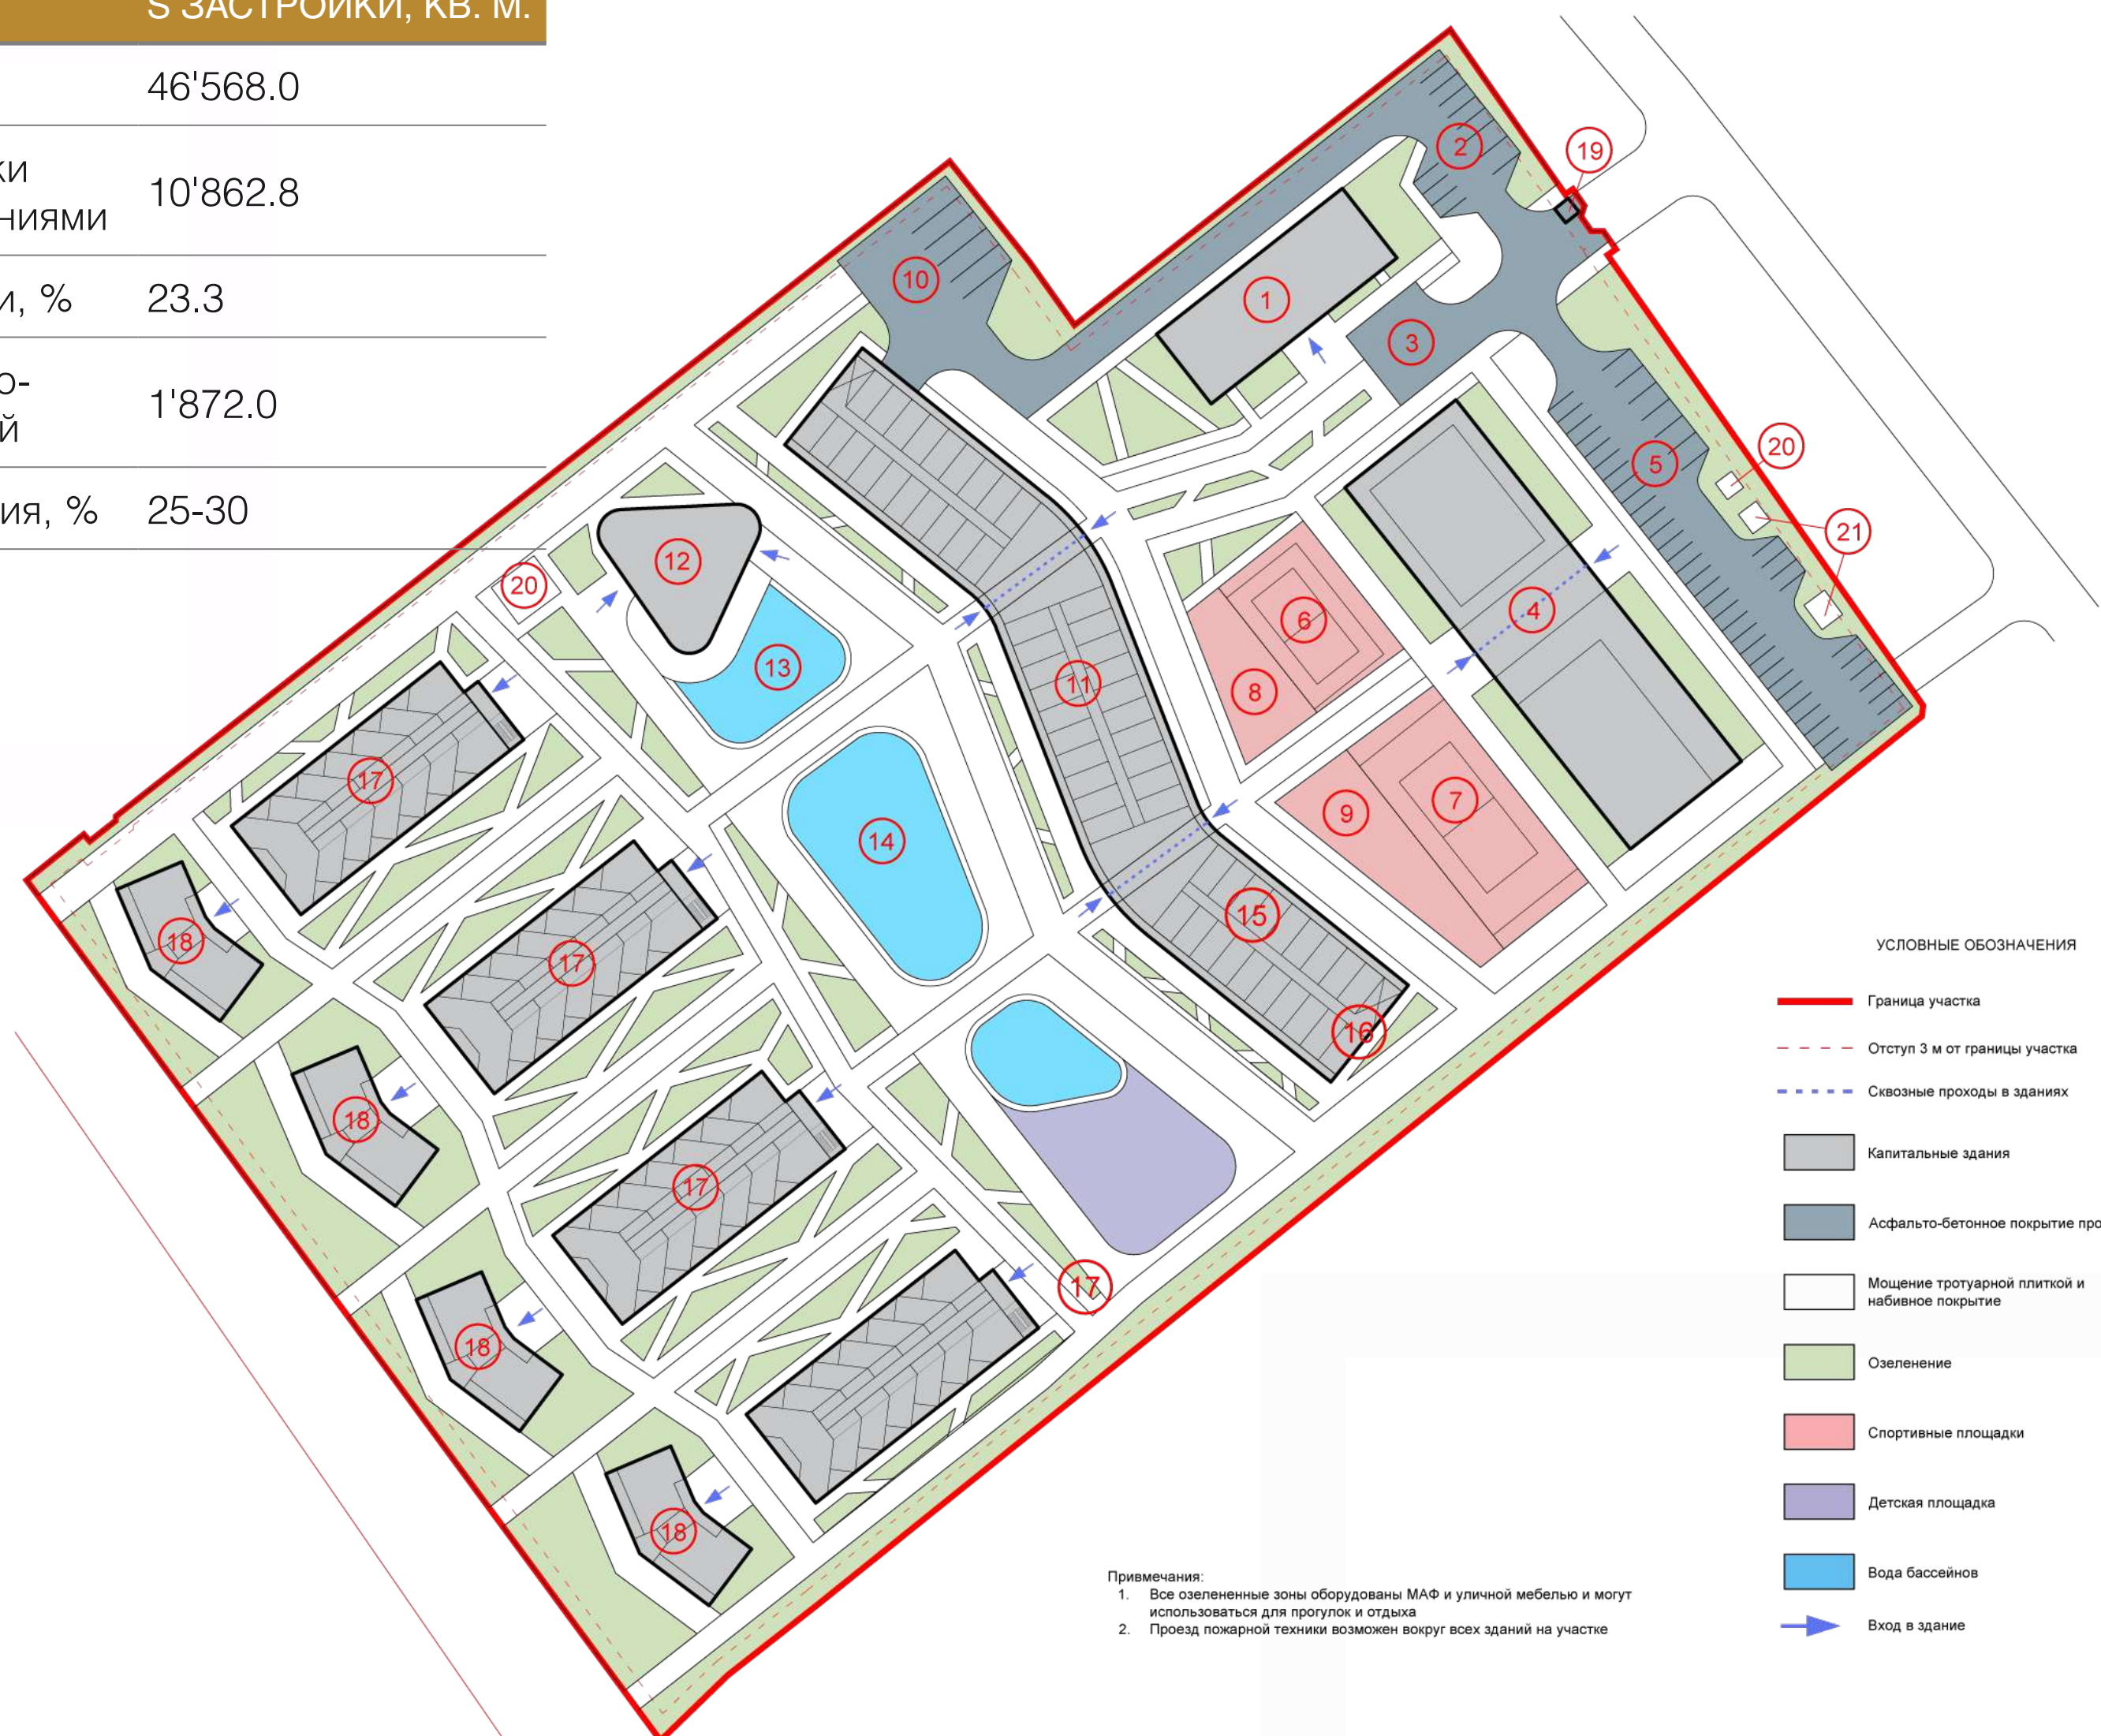 S ЗАСТРОЙКИ, КВ. М.
46'568.0
ки
ниями
10'862.8
и, %
23.3
о-
й
1'872.0
ия, %
25-30
2
19
10
1
3
20
5
21
12
20
6
4
13
8
11
17
7
9
14
15
18
17
16
18
17
17
18
18
УСЛОВНЫЕ ОБОЗНАЧЕНИЯ
Граница участка
Отступ 3 м от границы участка
Сквозные проходы в зданиях
Капитальные здания
Асфальто-бетонное покрытие про
Мощение тротуарной плиткой и
набивное покрытие
Озеленение
Спортивные площадки
Детская площадка
Вода бассейнов
Вход в здание
Привмечания:
1. Все озелененные зоны оборудованы МАФ и уличной мебелью и могут
использоваться для прогулок и отдыха
2. Проезд пожарной техники возможен вокруг всех зданий на участке